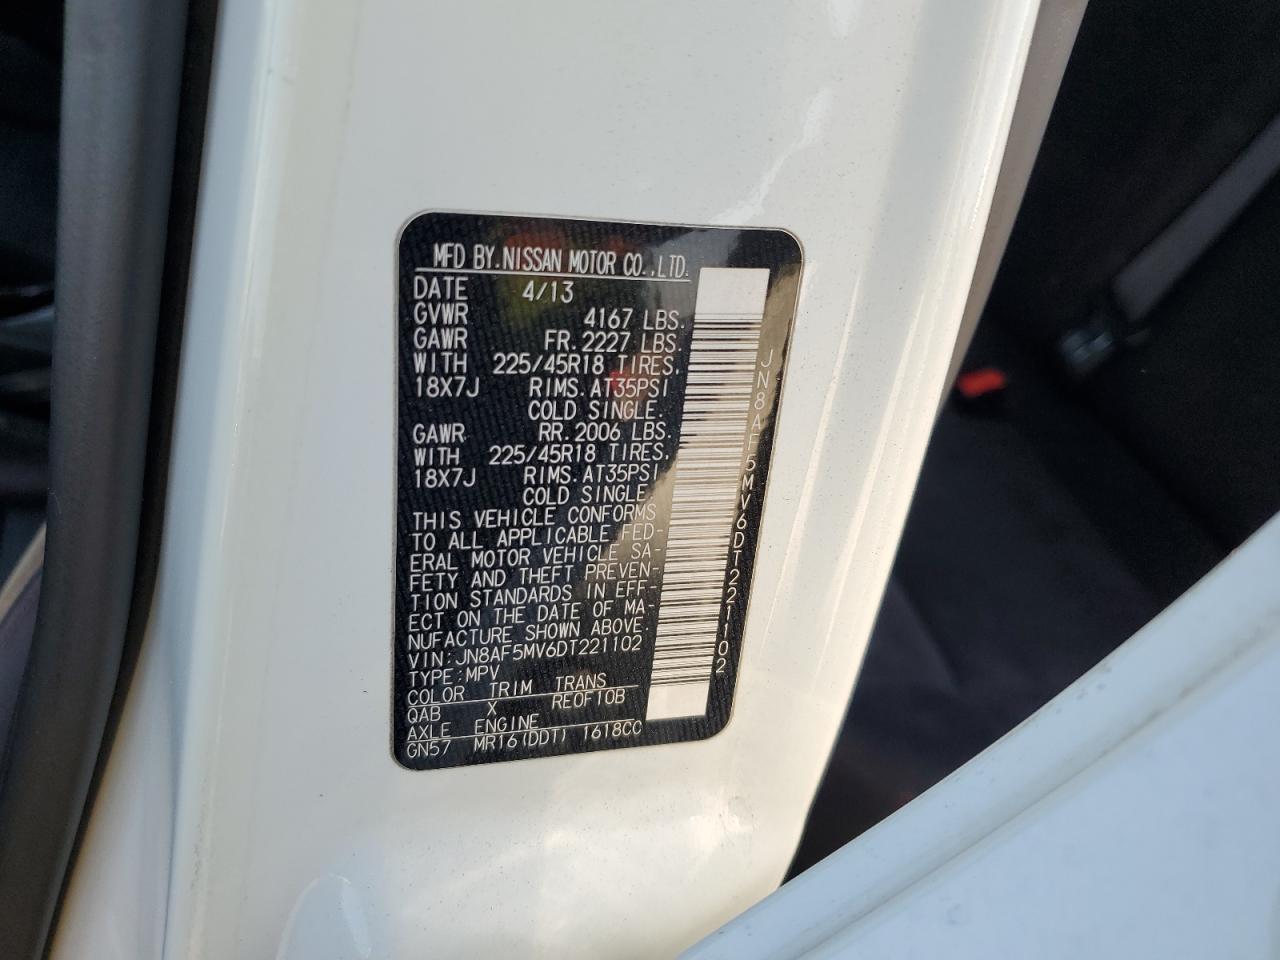 MFD BY. NISSAN MOTOR CO., LTD.
DATE 4/13
GVWR 4167 LBS.
GAWR FR. 2227 LBS.
WITH 225/45R18 TIRES.
18X7J RIMS. AT35PSI
COLD SINGLE.
GAWR RR. 2006 LBS.
WITH 225/45R18 TIRES.
18X7J RIMS. AT35PSI
COLD SINGLE.
THIS VEHICLE CONFORMS
TO ALL APPLICABLE FED-
ERAL MOTOR VEHICLE SA-
FETY AND THEFT PREVEN-
TION STANDARDS IN EFF-
ECT ON THE DATE OF MA-
NUFACTURE SHOWN ABOVE.
VIN:JN8AF5MV6DT221102
TYPE:MPV
COLOR TRIM TRANS
QAB X RE0F10B
AXLE ENGINE
GN57 MR16(DDT) 1618CC
JN8AF5MV6DT221102